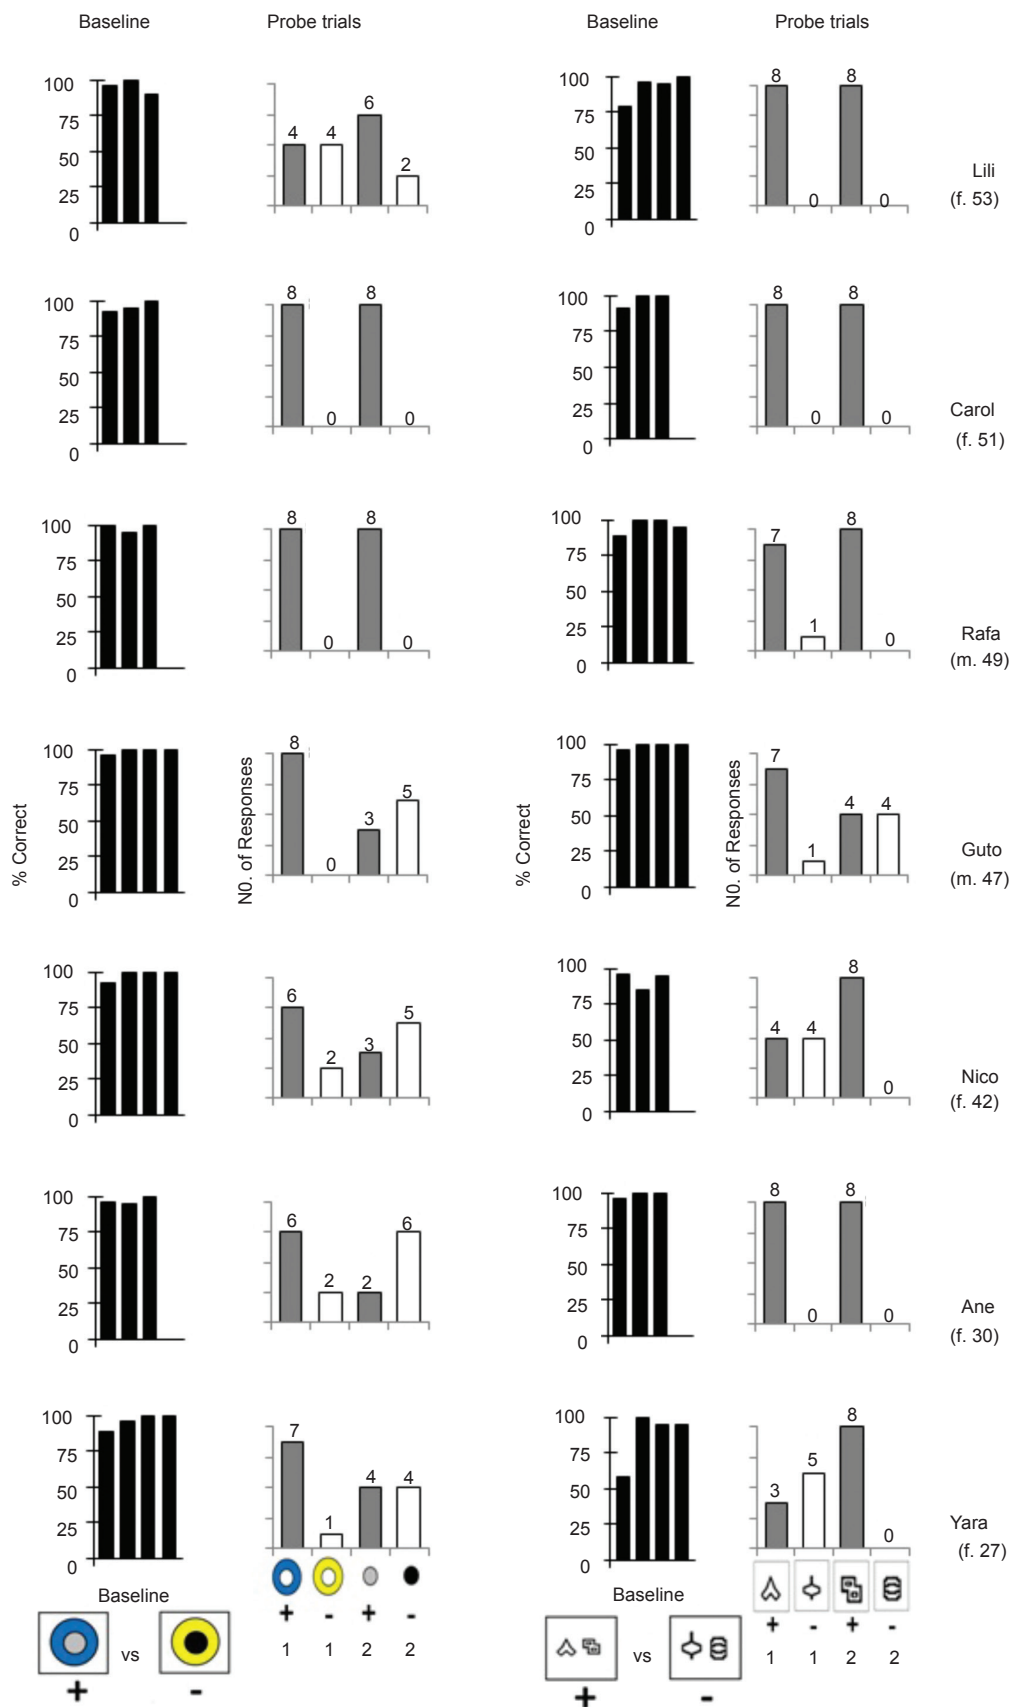 Baseline Probe trials Baseline Probe trials
100 75 50 25 0
4 4 6 2
100 75 50 25 0
8 0 8 0
Lili
(f. 53)
100 75 50 25 0
8 0 8 0
100 75 50 25 0
8 0 8 0
Carol
(f. 51)
100 75 50 25 0
8 0 8 0
100 75 50 25 0
7 1 8 0
Rafa
(m. 49)
% Correct
100 75 50 25 0
N0. of Responses
8 0 3 5
% Correct
100 75 50 25 0
N0. of Responses
7 1 4 4
Guto
(m. 47)
100 75 50 25 0
6 2 3 5
100 75 50 25 0
4 4 8 0
Nico
(f. 42)
100 75 50 25 0
6 2 2 6
100 75 50 25 0
8 0 8 0
Ane
(f. 30)
100 75 50 25 0
7 1 4 4
100 75 50 25 0
3 5 8 0
Yara
(f. 27)
Baseline
vs
+ -
+ - + -
1 1 2 2
Baseline
vs
+ -
+ - + -
1 1 2 2